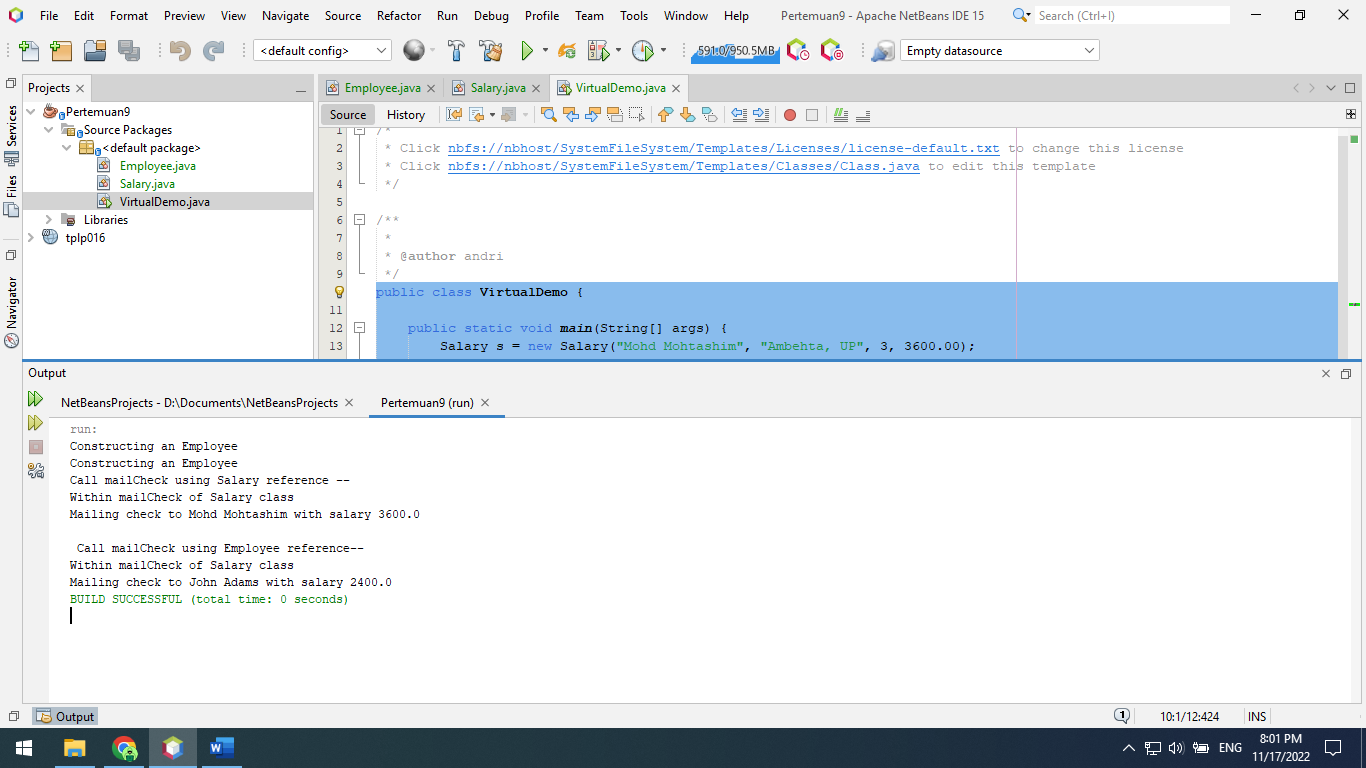 File Edit Format Preview View Navigate Source Refactor Run Debug Profile Team Tools Window Help Pertemuan9 - Apache NetBeans IDE 15 Search (Ctrl+I)
<default config> 591.0/950.5MB Empty datasource
Projects
Employee.java Salary.java VirtualDemo.java
Services
Files
Navigator
Pertemuan9
Source Packages
<default package>
Employee.java
Salary.java
VirtualDemo.java
Libraries
tplp016
Source History
1 /*
2 * Click nbfs://nbhost/SystemFileSystem/Templates/Licenses/license-default.txt to change this license
3 * Click nbfs://nbhost/SystemFileSystem/Templates/Classes/Class.java to edit this template
4 */
5
6 /**
7 *
8 * @author andri
9 */
public class VirtualDemo {
11
12 public static void main(String[] args) {
13 Salary s = new Salary("Mohd Mohtashim", "Ambehta, UP", 3, 3600.00);
Output
NetBeansProjects - D:\Documents\NetBeansProjects Pertemuan9 (run)
run:
Constructing an Employee
Constructing an Employee
Call mailCheck using Salary reference --
Within mailCheck of Salary class
Mailing check to Mohd Mohtashim with salary 3600.0
Call mailCheck using Employee reference--
Within mailCheck of Salary class
Mailing check to John Adams with salary 2400.0
BUILD SUCCESSFUL (total time: 0 seconds)
Output 1 10:1/12:424 INS
ENG 8:01 PM
11/17/2022